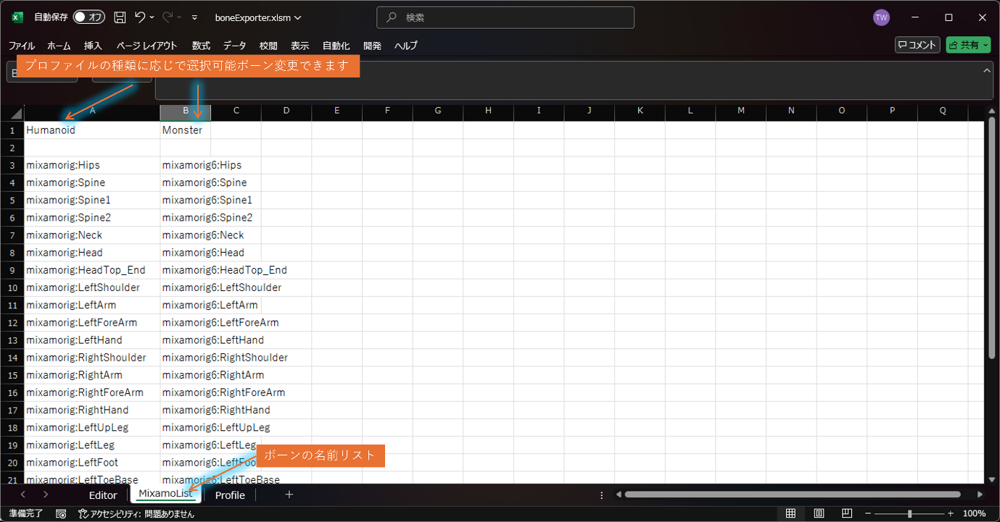 自動保存 オフ boneExporter.xlsm 検索 TW
ファイル ホーム 挿入 ページ レイアウト 数式 データ 校閲 表示 自動化 開発 ヘルプ コメント 共有
プロファイルの種類に応じで選択可能ボーン変更できます
A B C D E F G H I J K L M N O P Q
1 Humanoid Monster
2
3 mixamorig:Hips mixamorig6:Hips
4 mixamorig:Spine mixamorig6:Spine
5 mixamorig:Spine1 mixamorig6:Spine1
6 mixamorig:Spine2 mixamorig6:Spine2
7 mixamorig:Neck mixamorig6:Neck
8 mixamorig:Head mixamorig6:Head
9 mixamorig:HeadTop_End mixamorig6:HeadTop_End
10 mixamorig:LeftShoulder mixamorig6:LeftShoulder
11 mixamorig:LeftArm mixamorig6:LeftArm
12 mixamorig:LeftForeArm mixamorig6:LeftForeArm
13 mixamorig:LeftHand mixamorig6:LeftHand
14 mixamorig:RightShoulder mixamorig6:RightShoulder
15 mixamorig:RightArm mixamorig6:RightArm
16 mixamorig:RightForeArm mixamorig6:RightForeArm
17 mixamorig:RightHand mixamorig6:RightHand
18 mixamorig:LeftUpLeg mixamorig6:LeftUpLeg
19 mixamorig:LeftLeg mixamorig6:LeftLeg
ボーンの名前リスト
20 mixamorig:LeftFoot mixamorig6:LeftFoo
21 mixamorig:LeftToeBase mixamorig6:LeftToeBase
Editor MixamoList Profile
準備完了 アクセシビリティ: 問題ありません 100%